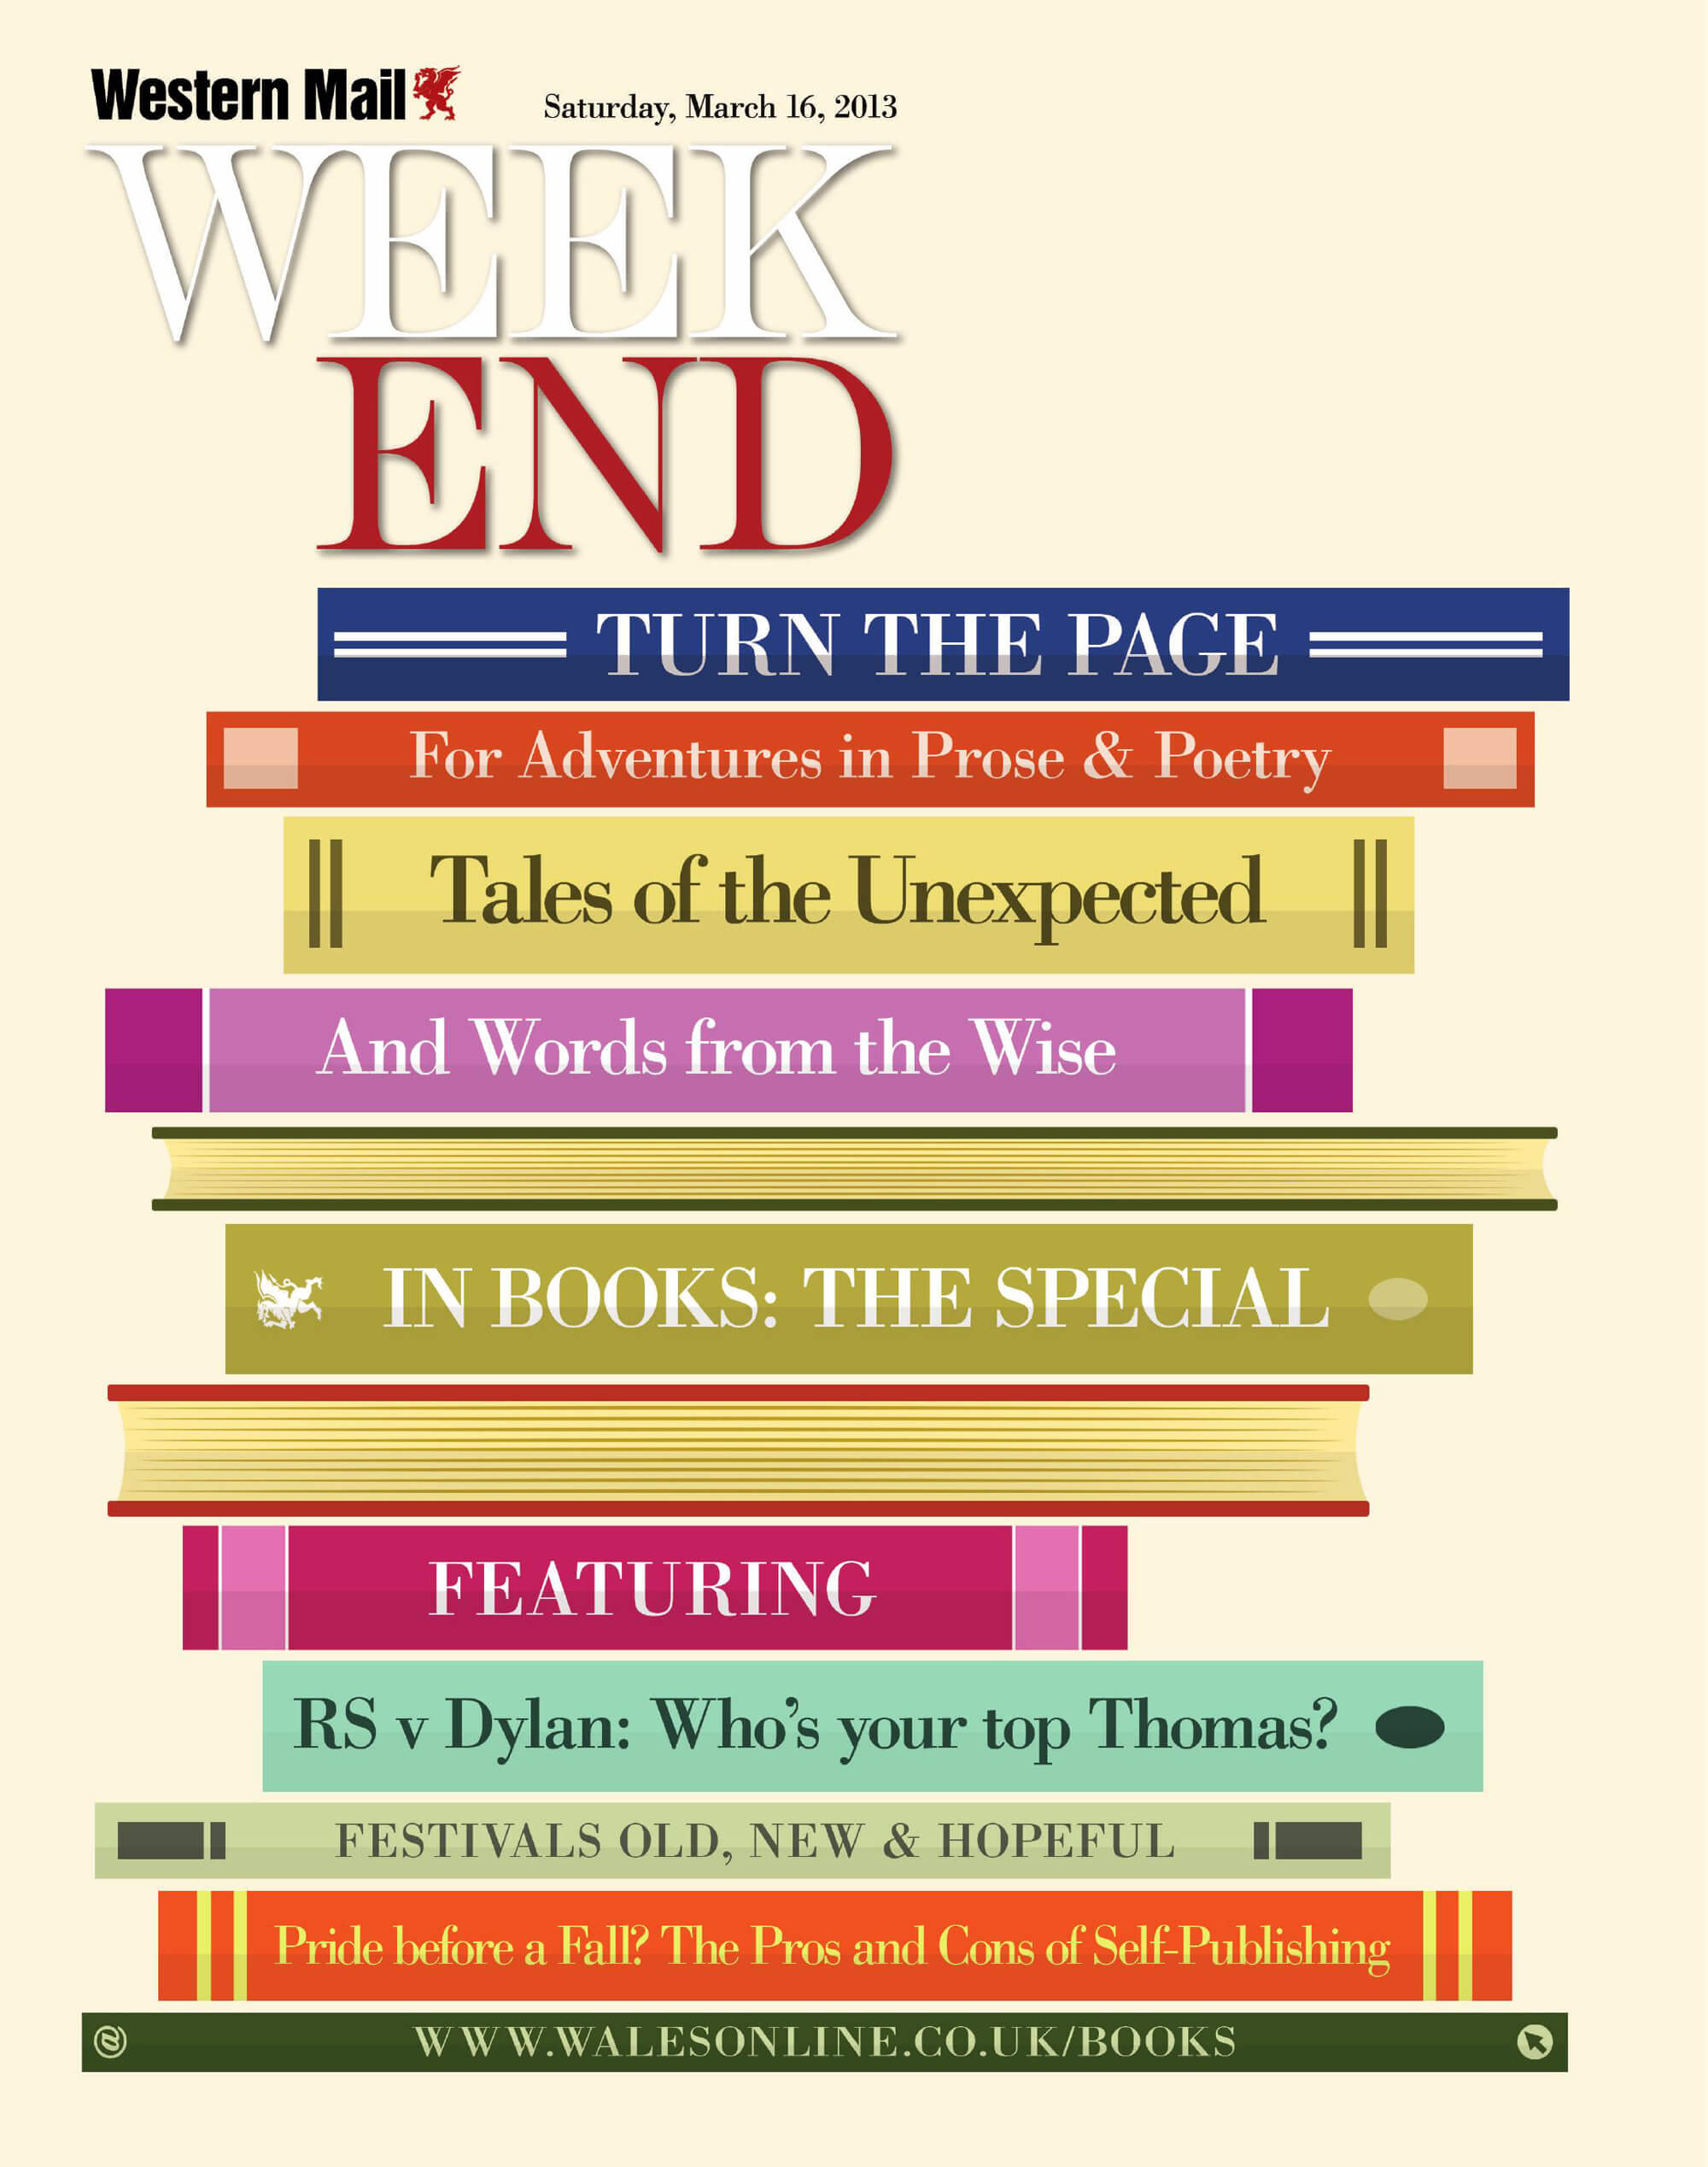 Western Mail
Saturday, March 16, 2013
WEEK
END
TURN THE PAGE
For Adventures in Prose & Poetry
Tales of the Unexpected
And Words from the Wise
IN BOOKS: THE SPECIAL
FEATURING
RS v Dylan: Who’s your top Thomas?
FESTIVALS OLD, NEW & HOPEFUL
Pride before a Fall? The Pros and Cons of Self-Publishing
@ WWW.WALESONLINE.CO.UK/BOOKS